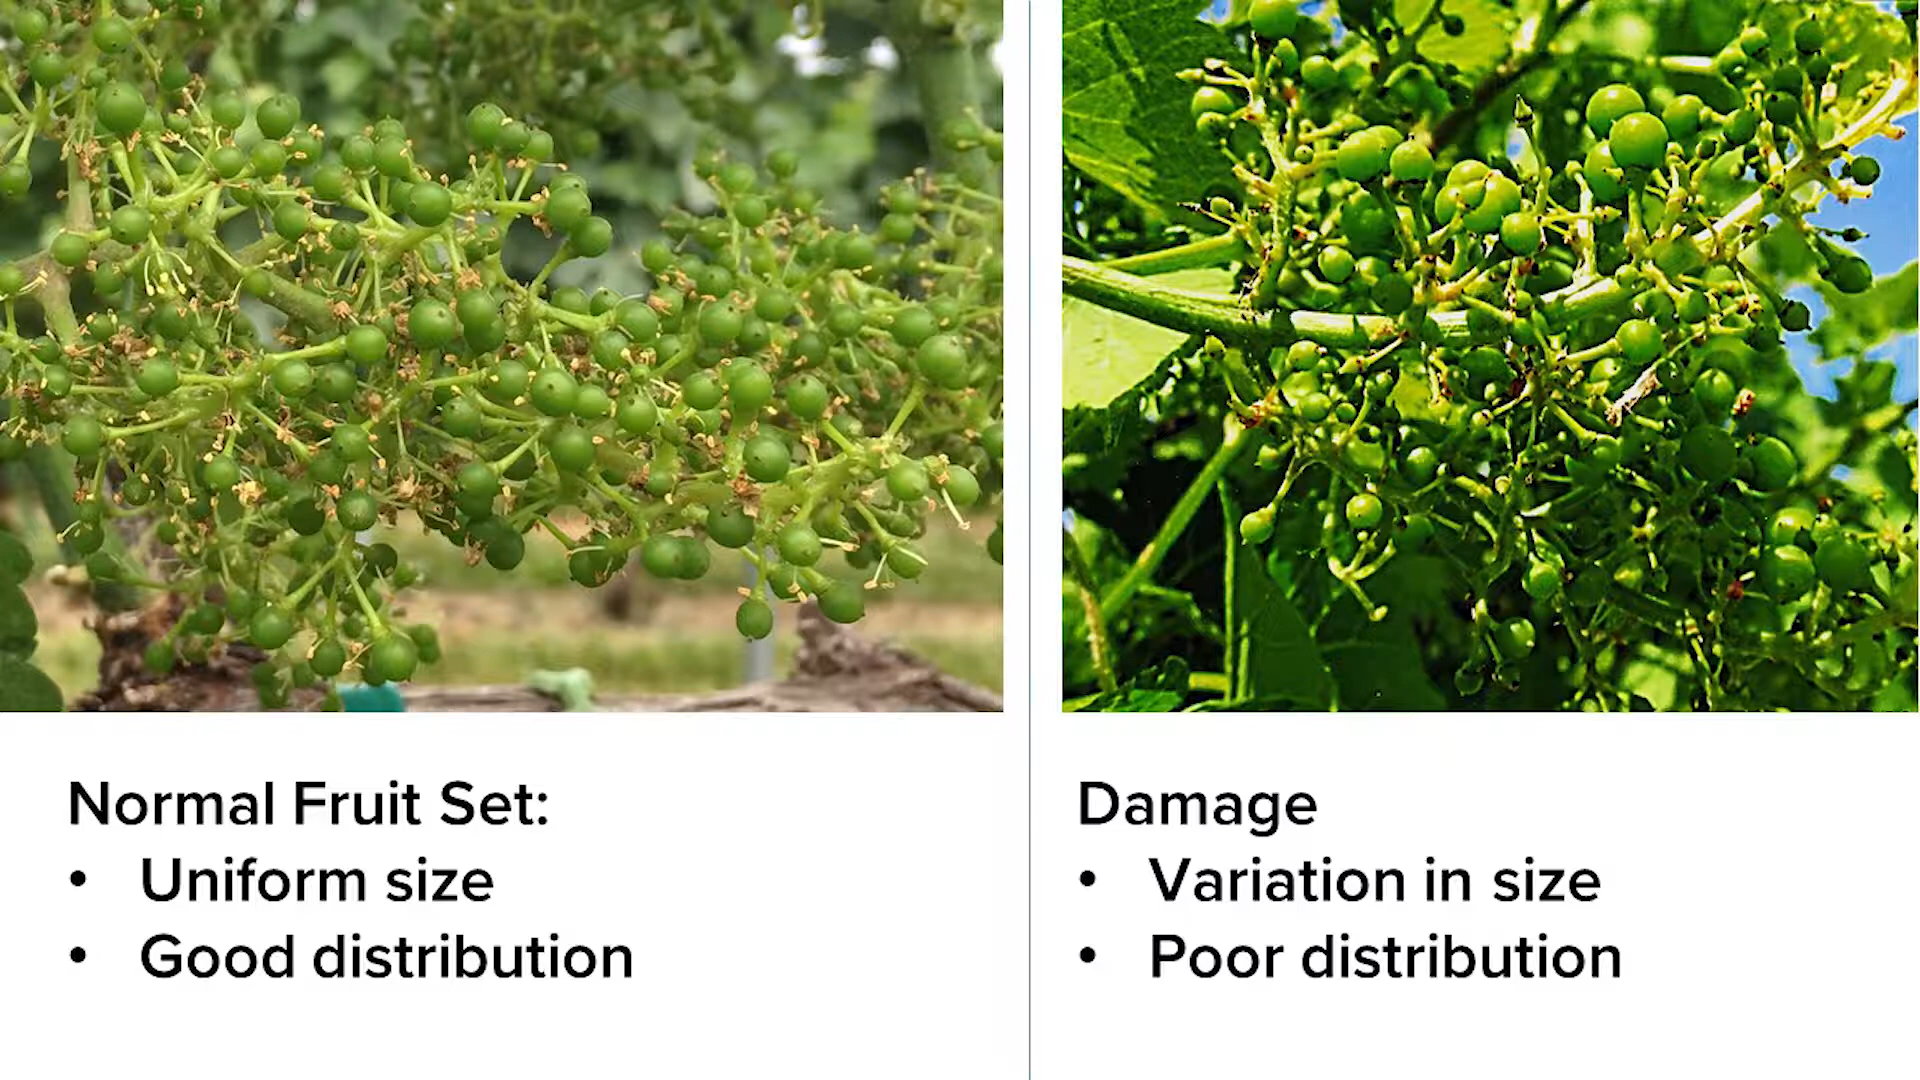 Normal Fruit Set:
• Uniform size
• Good distribution
Damage
• Variation in size
• Poor distribution